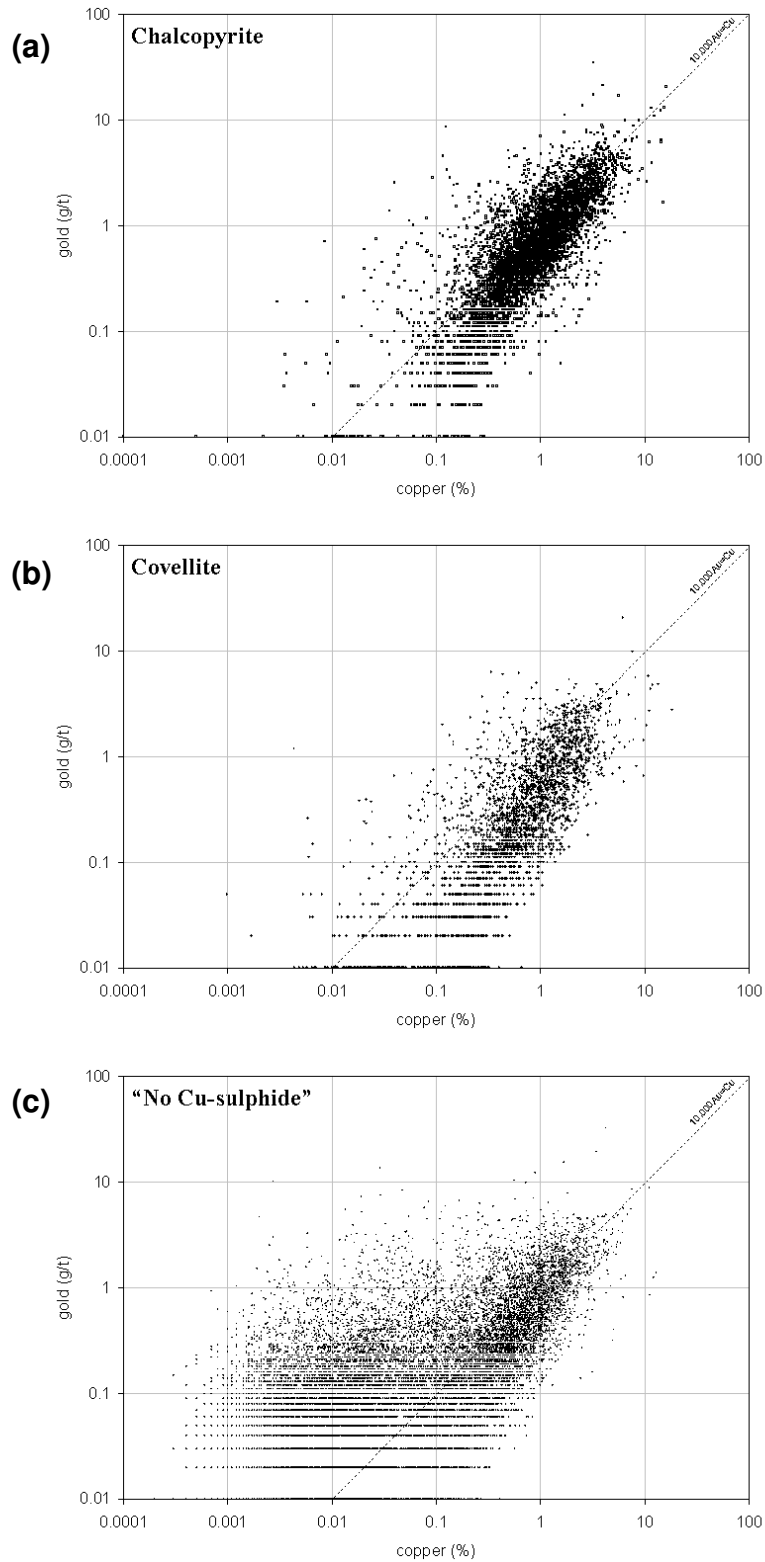 (a)
Chalcopyrite
10,000Au=Cu
100
10
1
0.1
0.01
gold (g/t)
0.0001 0.001 0.01 0.1 1 10 100
copper (%)
(b)
Covellite
10,000Au=Cu
100
10
1
0.1
0.01
gold (g/t)
0.0001 0.001 0.01 0.1 1 10 100
copper (%)
(c)
“No Cu-sulphide”
10,000Au=Cu
100
10
1
0.1
0.01
gold (g/t)
0.0001 0.001 0.01 0.1 1 10 100
copper (%)